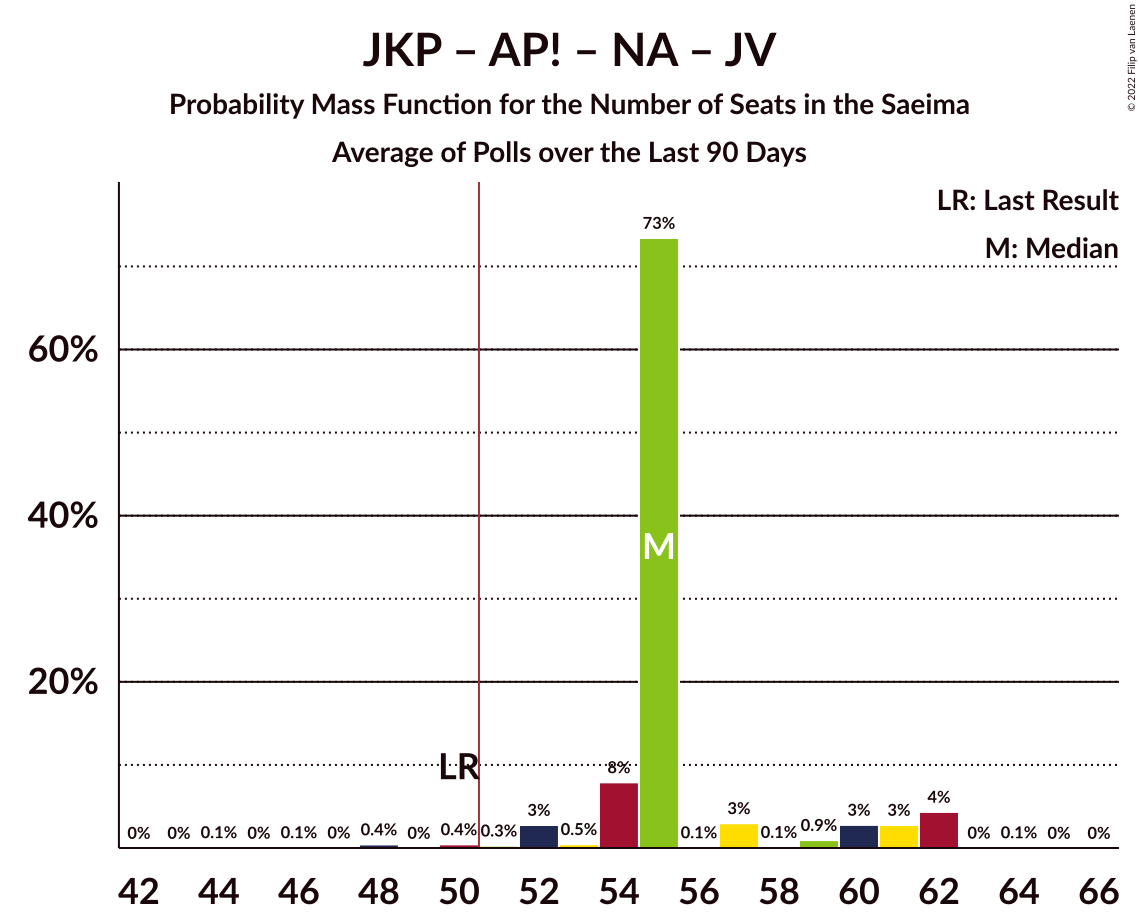 JKP – AP! – NA – JV
Probability Mass Function for the Number of Seats in the Saeima
Average of Polls over the Last 90 Days
© 2022 Filip van Laenen
LR: Last Result
M: Median
73%
60%
40%
M
20%
LR
0% 0% 0.1% 0% 0.1% 0% 0.4% 0% 0.4% 0.3% 3% 0.5% 8% 0.1% 3% 0.1% 0.9% 3% 3% 4% 0% 0.1% 0% 0%
42 44 46 48 50 52 54 56 58 60 62 64 66